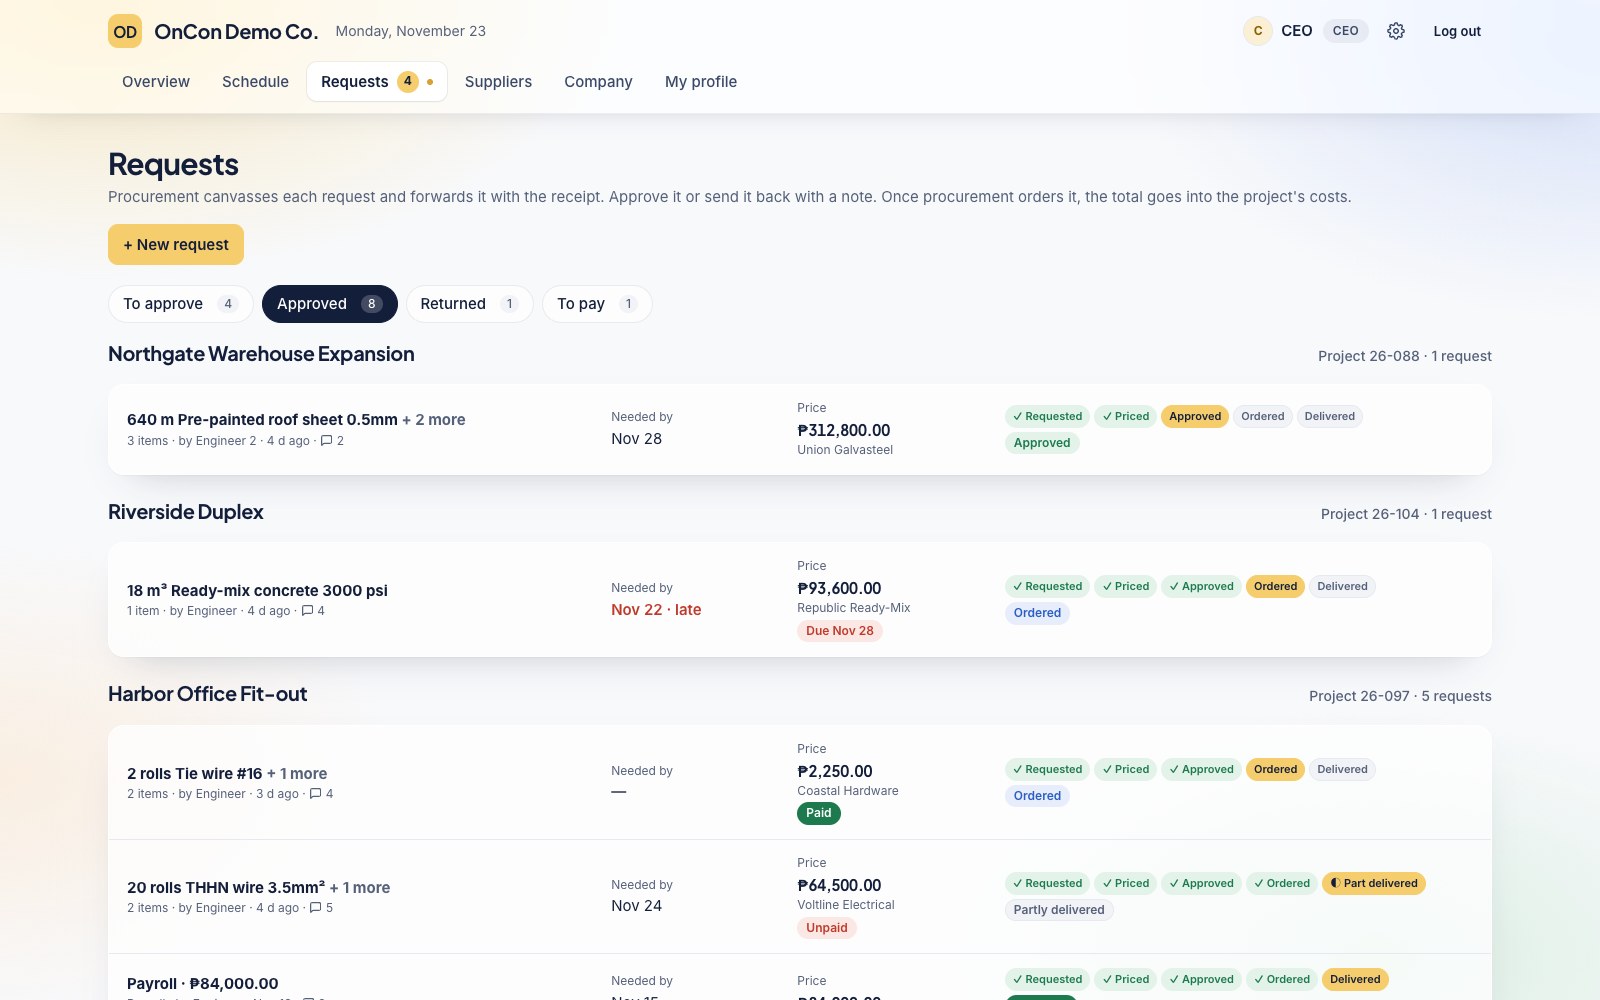 OD OnCon Demo Co. Monday, November 23 C CEO CEO Log out
Overview Schedule Requests 4 Suppliers Company My profile
Requests
Procurement canvasses each request and forwards it with the receipt. Approve it or send it back with a note. Once procurement orders it, the total goes into the project's costs.
+ New request
To approve 4 Approved 8 Returned 1 To pay 1
Northgate Warehouse Expansion Project 26-088 · 1 request
640 m Pre-painted roof sheet 0.5mm + 2 more
3 items · by Engineer 2 · 4 d ago · 2
Needed by
Nov 28
Price
₱312,800.00
Union Galvasteel
✓ Requested ✓ Priced Approved Ordered Delivered
Approved
Riverside Duplex Project 26-104 · 1 request
18 m³ Ready-mix concrete 3000 psi
1 item · by Engineer · 4 d ago · 4
Needed by
Nov 22 · late
Price
₱93,600.00
Republic Ready-Mix
Due Nov 28
✓ Requested ✓ Priced ✓ Approved Ordered Delivered
Ordered
Harbor Office Fit-out Project 26-097 · 5 requests
2 rolls Tie wire #16 + 1 more
2 items · by Engineer · 3 d ago · 4
Needed by
—
Price
₱2,250.00
Coastal Hardware
Paid
✓ Requested ✓ Priced ✓ Approved Ordered Delivered
Ordered
20 rolls THHN wire 3.5mm² + 1 more
2 items · by Engineer · 4 d ago · 5
Needed by
Nov 24
Price
₱64,500.00
Voltline Electrical
Unpaid
✓ Requested ✓ Priced ✓ Approved ✓ Ordered Part delivered
Partly delivered
Payroll · ₱84,000.00
Needed by
Price
✓ Requested ✓ Priced ✓ Approved ✓ Ordered Delivered